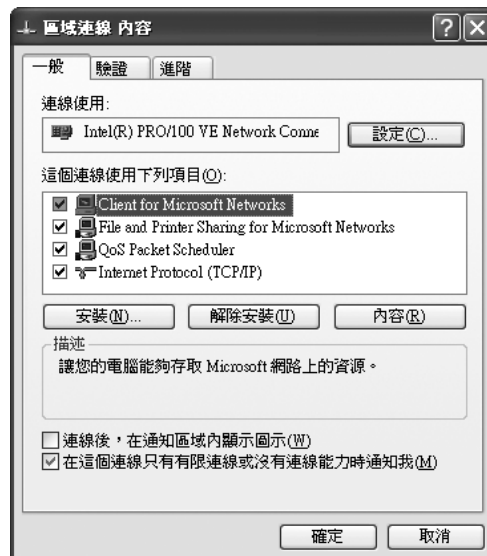 區域連線 內容
一般 驗證 進階
連線使用:
Intel(R) PRO/100 VE Network Conne 設定(C)...
這個連線使用下列項目(O):
Client for Microsoft Networks
File and Printer Sharing for Microsoft Networks
QoS Packet Scheduler
Internet Protocol (TCP/IP)
安裝(N)... 解除安裝(U) 內容(R)
描述
讓您的電腦能夠存取 Microsoft 網路上的資源。
連線後，在通知區域內顯示圖示(W)
在這個連線只有有限連線或沒有連線能力時通知我(M)
確定 取消